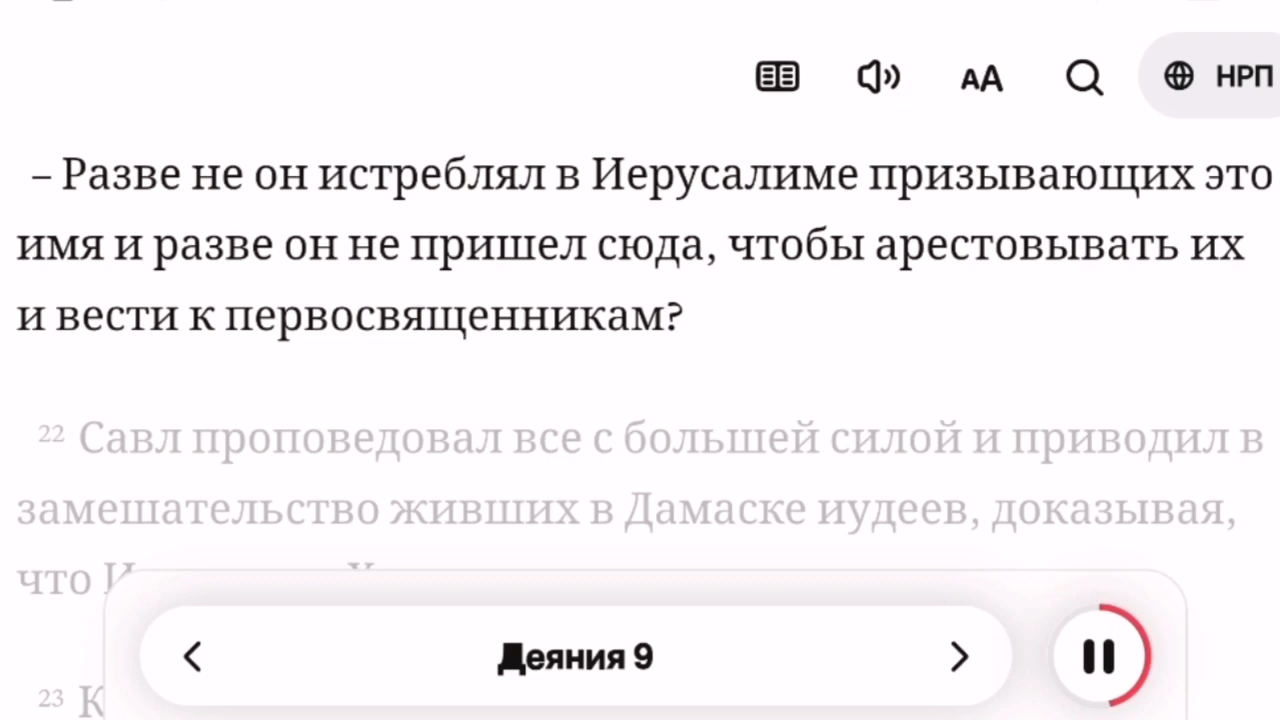 AA НРП
– Разве не он истреблял в Иерусалиме призывающих это
имя и разве он не пришел сюда, чтобы арестовывать их
и вести к первосвященникам?
22 Савл проповедовал все с большей силой и приводил в
замешательство живших в Дамаске иудеев, доказывая,
что
23
Деяния 9